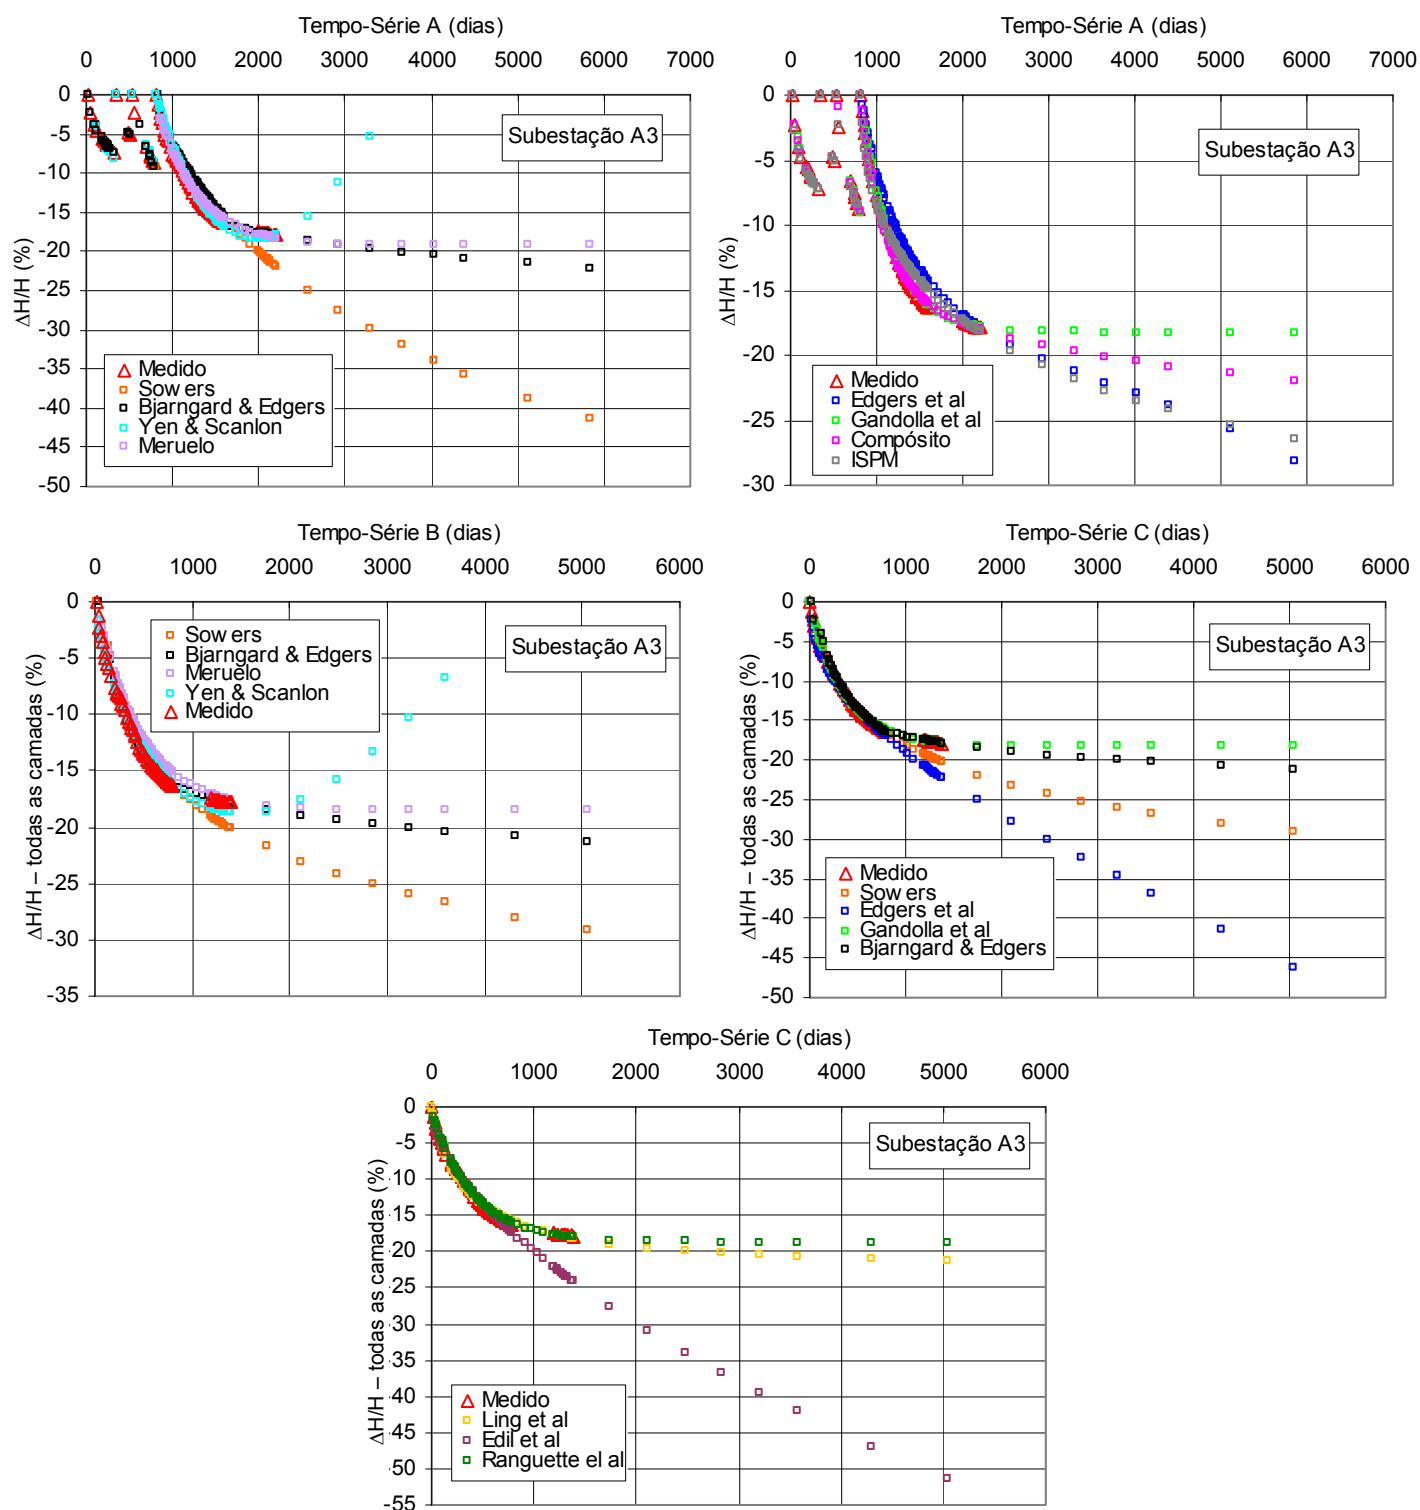 Tempo-Série A (dias)
0 1000 2000 3000 4000 5000 6000 7000
0
-5
-10
-15
-20
-25
-30
-35
-40
-45
-50
ΔH/H (%)
Subestação A3
Medido
Sowers
Bjarngard & Edgers
Yen & Scanlon
Meruelo
Tempo-Série A (dias)
0 1000 2000 3000 4000 5000 6000 7000
0
-5
-10
-15
-20
-25
-30
ΔH/H (%)
Subestação A3
Medido
Edgers et al
Gandolla et al
Compósito
ISPM
Tempo-Série B (dias)
0 1000 2000 3000 4000 5000 6000
0
-5
-10
-15
-20
-25
-30
-35
ΔH/H – todas as camadas (%)
Subestação A3
Sowers
Bjarngard & Edgers
Meruelo
Yen & Scanlon
Medido
Tempo-Série C (dias)
0 1000 2000 3000 4000 5000 6000
0
-5
-10
-15
-20
-25
-30
-35
-40
-45
-50
ΔH/H – todas as camadas (%)
Subestação A3
Medido
Sowers
Edgers et al
Gandolla et al
Bjarngard & Edgers
Tempo-Série C (dias)
0 1000 2000 3000 4000 5000 6000
0
-5
-10
-15
-20
-25
-30
-35
-40
-45
-50
-55
ΔH/H – todas as camadas (%)
Subestação A3
Medido
Ling et al
Edil et al
Ranguette el al